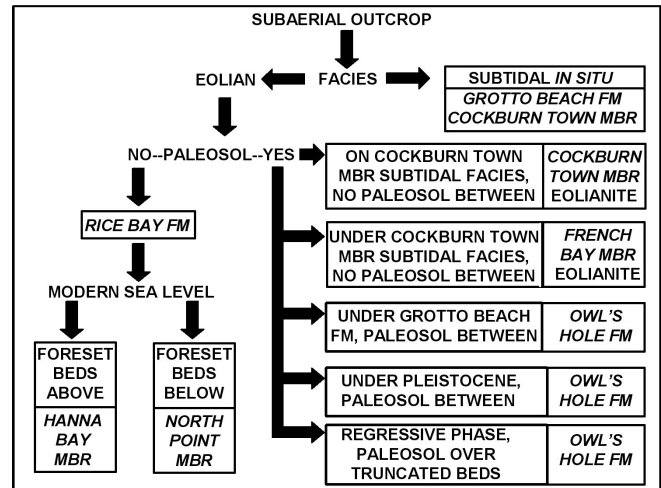 SUBAERIAL OUTCROP
EOLIAN
FACIES
SUBTIDAL IN SITU
GROTTO BEACH FM
COCKBURN TOWN MBR
NO--PALEOSOL--YES
ON COCKBURN TOWN
MBR SUBTIDAL FACIES,
NO PALEOSOL BETWEEN
COCKBURN
TOWN MBR
EOLIANITE
RICE BAY FM
UNDER COCKBURN TOWN
MBR SUBTIDAL FACIES,
NO PALEOSOL BETWEEN
FRENCH
BAY MBR
EOLIANITE
MODERN SEA LEVEL
UNDER GROTTO BEACH
FM, PALEOSOL BETWEEN
OWL'S
HOLE FM
FORESET
BEDS
ABOVE
HANNA
BAY
MBR
FORESET
BEDS
BELOW
NORTH
POINT
MBR
UNDER PLEISTOCENE,
PALEOSOL BETWEEN
OWL'S
HOLE FM
REGRESSIVE PHASE,
PALEOSOL OVER
TRUNCATED BEDS
OWL'S
HOLE FM